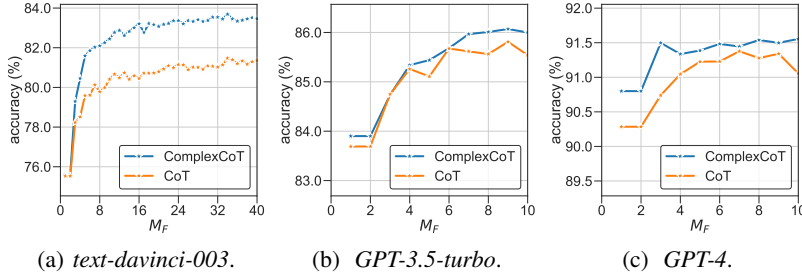 84.0
82.0
80.0
78.0
76.0
accuracy (%)
ComplexCoT
CoT
0 8 16 24 32 40
M_F
(a) text-davinci-003.
86.0
85.0
84.0
83.0
accuracy (%)
ComplexCoT
CoT
0 2 4 6 8 10
M_F
(b) GPT-3.5-turbo.
92.0
91.5
91.0
90.5
90.0
89.5
accuracy (%)
ComplexCoT
CoT
0 2 4 6 8 10
M_F
(c) GPT-4.